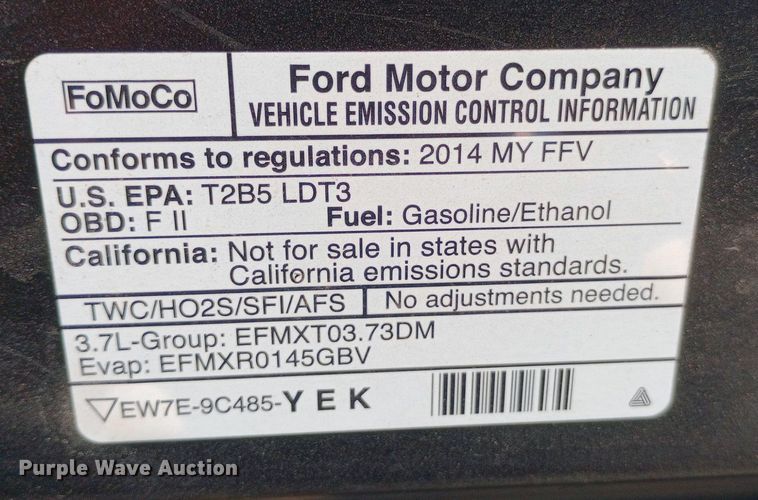 FoMoCo
Ford Motor Company
VEHICLE EMISSION CONTROL INFORMATION
Conforms to regulations: 2014 MY FFV
U.S. EPA: T2B5 LDT3
OBD: F II Fuel: Gasoline/Ethanol
California: Not for sale in states with
California emissions standards.
TWC/HO2S/SFI/AFS No adjustments needed.
3.7L-Group: EFMXT03.73DM
Evap: EFMXR0145GBV
EW7E-9C485-YEK
Purple Wave Auction